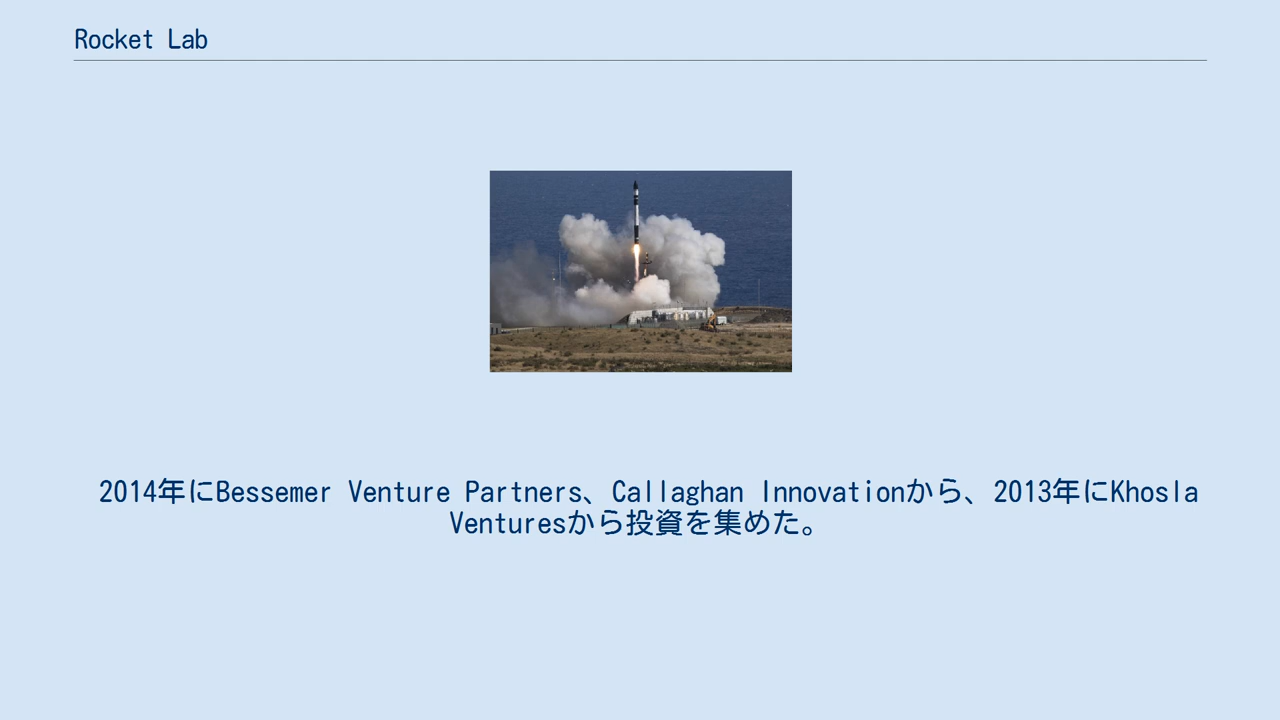 Rocket Lab
2014年にBessemer Venture Partners、Callaghan Innovationから、2013年にKhosla
Venturesから投資を集めた。